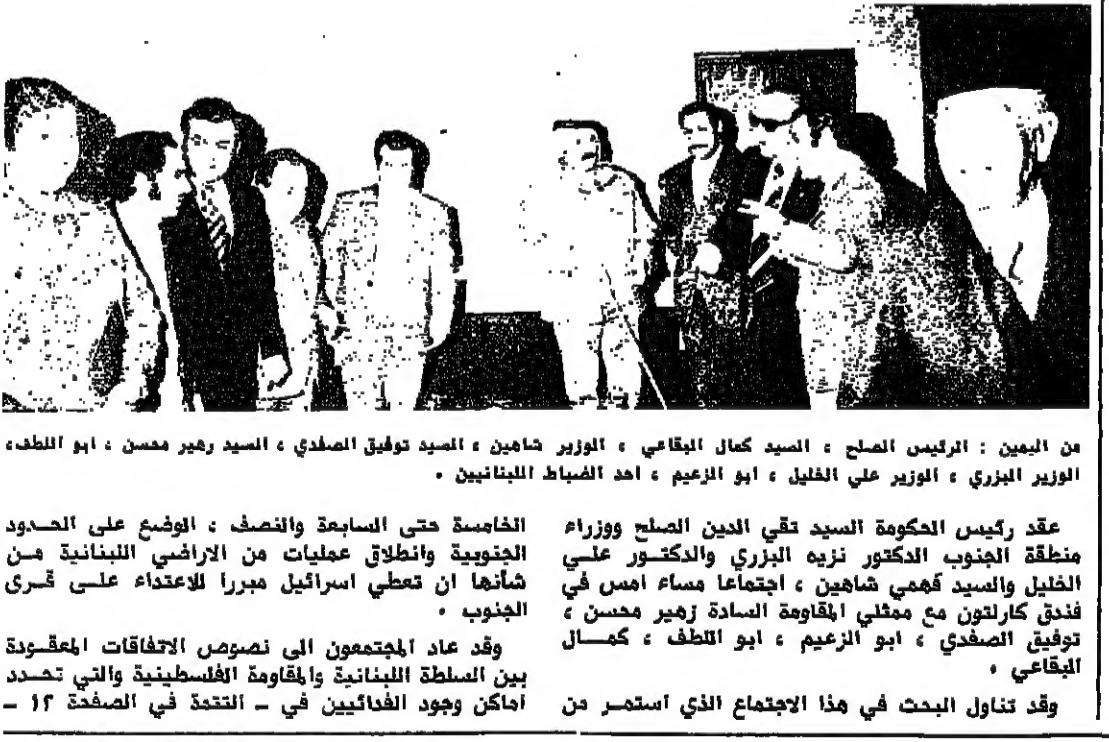 من اليمين : الرئيس الصلح ، السيد كمال البقاعي ، الوزير شاهين ، السيد توفيق الصفدي ، السيد زهير محسن ، ابو اللطف،
الوزير البزري ، الوزير علي الخليل ، ابو الزعيم ، احد الضباط اللبنانيين .
عقد رئيس الحكومة السيد تقي الدين الصلح ووزراء
منطقة الجنوب الدكتور نزيه البزري والدكتور علي
الخليل والسيد فهمي شاهين ، اجتماعا مساء امس في
فندق كارلتون مع ممثلي المقاومة السادة زهير محسن ،
توفيق الصفدي ، ابو الزعيم ، ابو اللطف ، كمال
البقاعي .
وقد تناول البحث في هذا الاجتماع الذي استمر من
الخامسة حتى السابعة والنصف : الوضع على الحدود
الجنوبية وانطلاق عمليات من الاراضي اللبنانية من
شأنها ان تعطي اسرائيل مبررا للاعتداء على قرى
الجنوب .
وقد عاد المجتمعون الى نصوص الاتفاقات المعقودة
بين السلطة اللبنانية والمقاومة الفلسطينية والتي تحدد
اماكن وجود الفدائيين في ـ التتمة في الصفحة ١٢ ـ